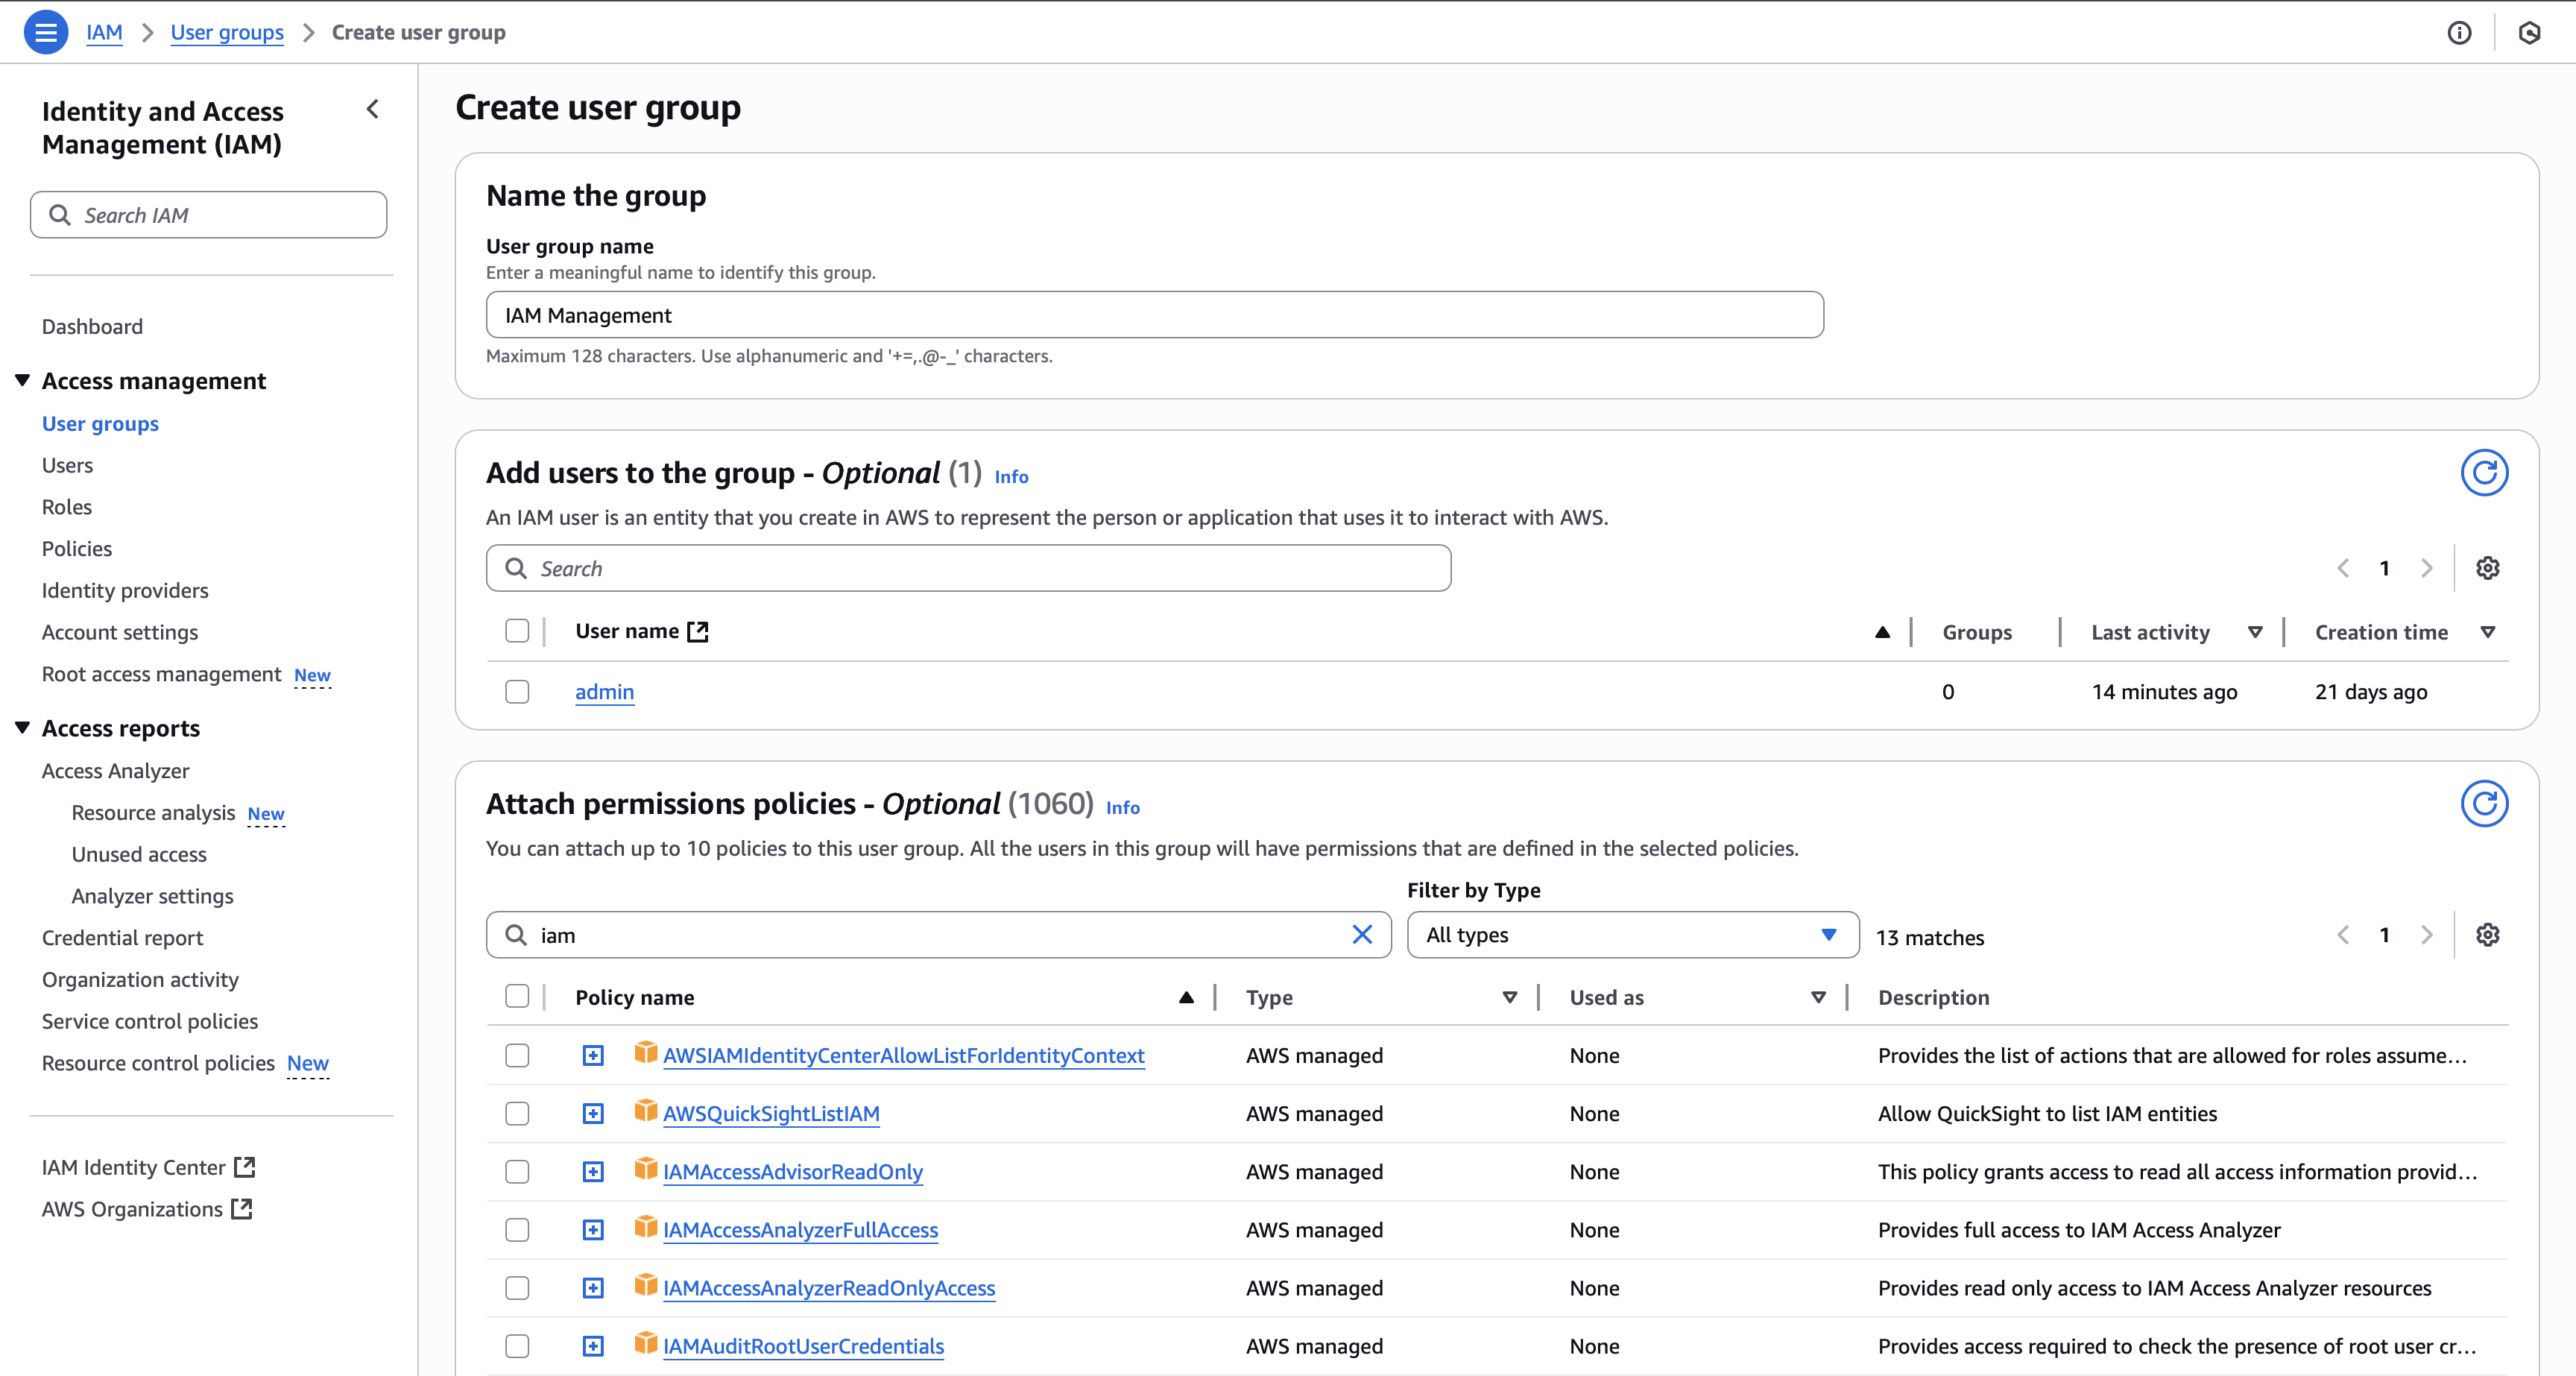 IAM > User groups > Create user group
Identity and Access
Management (IAM)
Search IAM
Dashboard
Access management
User groups
Users
Roles
Policies
Identity providers
Account settings
Root access management New
Access reports
Access Analyzer
Resource analysis New
Unused access
Analyzer settings
Credential report
Organization activity
Service control policies
Resource control policies New
IAM Identity Center
AWS Organizations
Create user group
Name the group
User group name
Enter a meaningful name to identify this group.
IAM Management
Maximum 128 characters. Use alphanumeric and '+=,.@-_' characters.
Add users to the group - Optional (1) Info
An IAM user is an entity that you create in AWS to represent the person or application that uses it to interact with AWS.
Search
1
User name Groups Last activity Creation time
admin 0 14 minutes ago 21 days ago
Attach permissions policies - Optional (1060) Info
You can attach up to 10 policies to this user group. All the users in this group will have permissions that are defined in the selected policies.
Filter by Type
iam All types 13 matches 1
Policy name Type Used as Description
AWSIAMIdentityCenterAllowListForIdentityContext AWS managed None Provides the list of actions that are allowed for roles assume...
AWSQuickSightListIAM AWS managed None Allow QuickSight to list IAM entities
IAMAccessAdvisorReadOnly AWS managed None This policy grants access to read all access information provid...
IAMAccessAnalyzerFullAccess AWS managed None Provides full access to IAM Access Analyzer
IAMAccessAnalyzerReadOnlyAccess AWS managed None Provides read only access to IAM Access Analyzer resources
IAMAuditRootUserCredentials AWS managed None Provides access required to check the presence of root user cr...